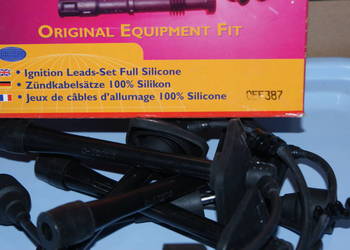 ORIGINAL EQUIPMENT FIT
• Ignition Leads-Set Full Silicone
• Zündkabelsätze 100% Silikon
• Jeux de câbles d'allumage 100% Silicone
OEF387